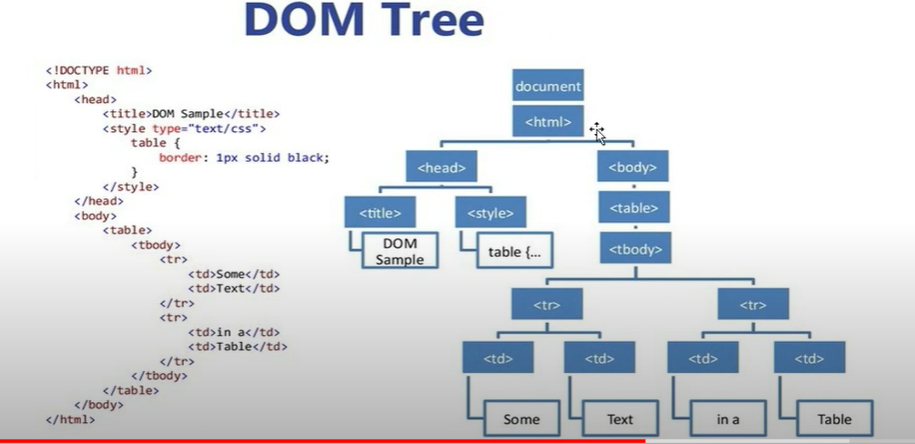 DOM Tree
<!DOCTYPE html>
<html>
<head>
<title>DOM Sample</title>
<style type="text/css">
table {
border: 1px solid black;
}
</style>
</head>
<body>
<table>
<tbody>
<tr>
<td>Some</td>
<td>Text</td>
</tr>
<tr>
<td>in a</td>
<td>Table</td>
</tr>
</tbody>
</table>
</body>
</html>
document
<html>
<head>
<body>
<title>
<style>
<table>
DOM
Sample
table {...
<tbody>
<tr>
<tr>
<td>
<td>
<td>
<td>
Some
Text
in a
Table